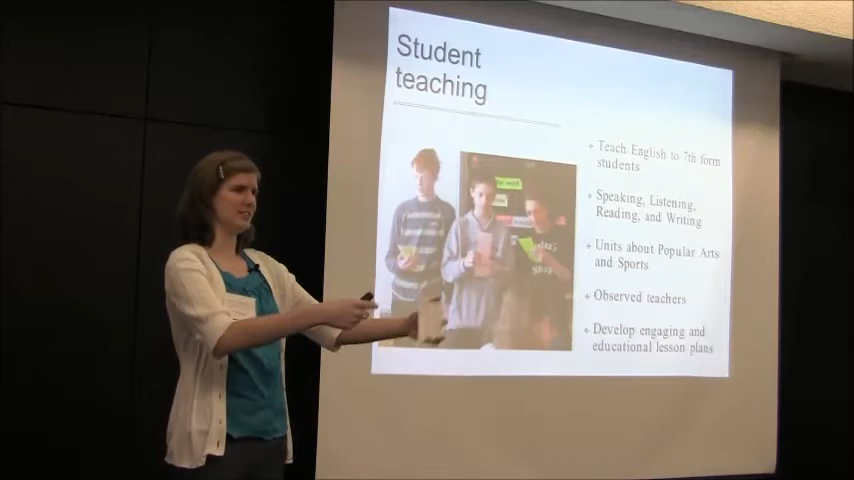 Student
teaching
Teach English to 7th form
students
Speaking, Listening,
Reading, and Writing
Units about Popular Arts
and Sports
Observed teachers
Develop engaging and
educational lesson plans